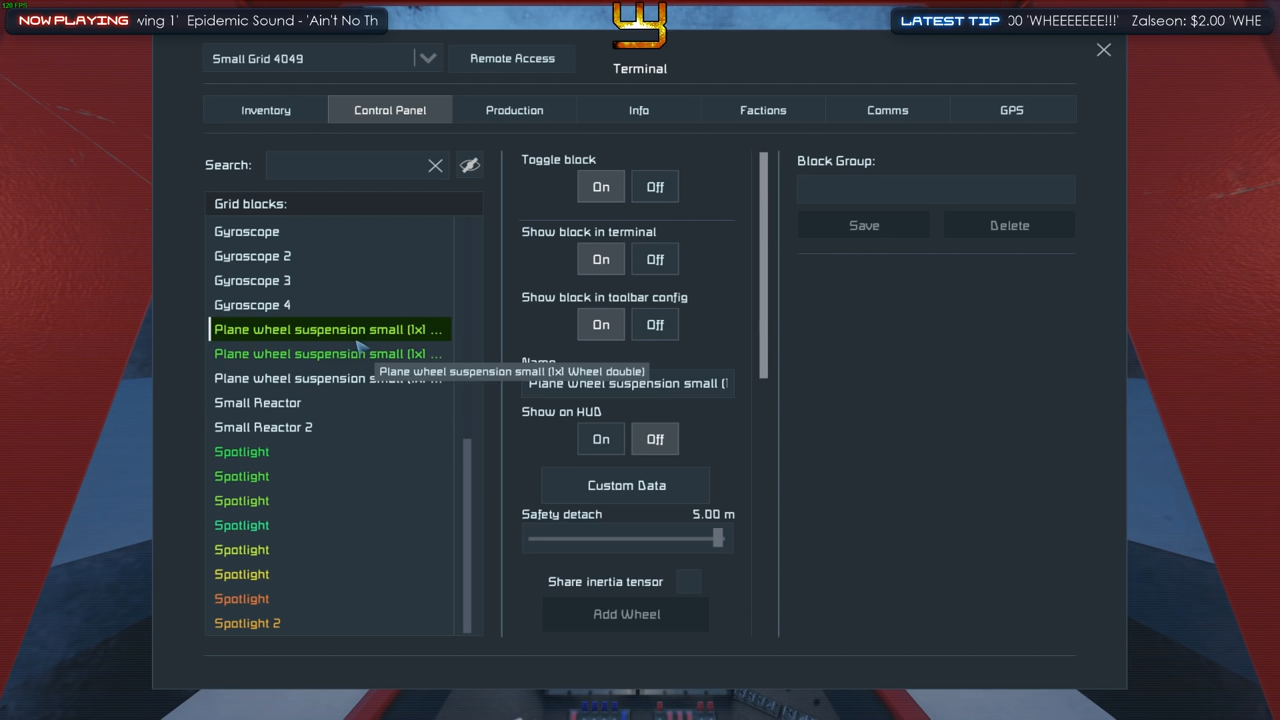 120 FPS
NOW PLAYING wing 1' Epidemic Sound - 'Ain't No Th
LATEST TIP 00 'WHEEEEEEE!!!' Zalseon: $2.00 'WHE
Small Grid 4049
Remote Access
Terminal
Inventory
Control Panel
Production
Info
Factions
Comms
GPS
Search:
Grid blocks:
Gyroscope
Gyroscope 2
Gyroscope 3
Gyroscope 4
Plane wheel suspension small (1x) ...
Plane wheel suspension small (1x) ...
Plane wheel suspension s
Small Reactor
Small Reactor 2
Spotlight
Spotlight
Spotlight
Spotlight
Spotlight
Spotlight
Spotlight
Spotlight 2
Plane wheel suspension small (1x) Wheel double)
Toggle block
On Off
Show block in terminal
On Off
Show block in toolbar config
On Off
Name
Plane wheel suspension small (1
Show on HUD
On Off
Custom Data
Safety detach 5.00 m
Share inertia tensor
Add Wheel
Block Group:
Save
Delete